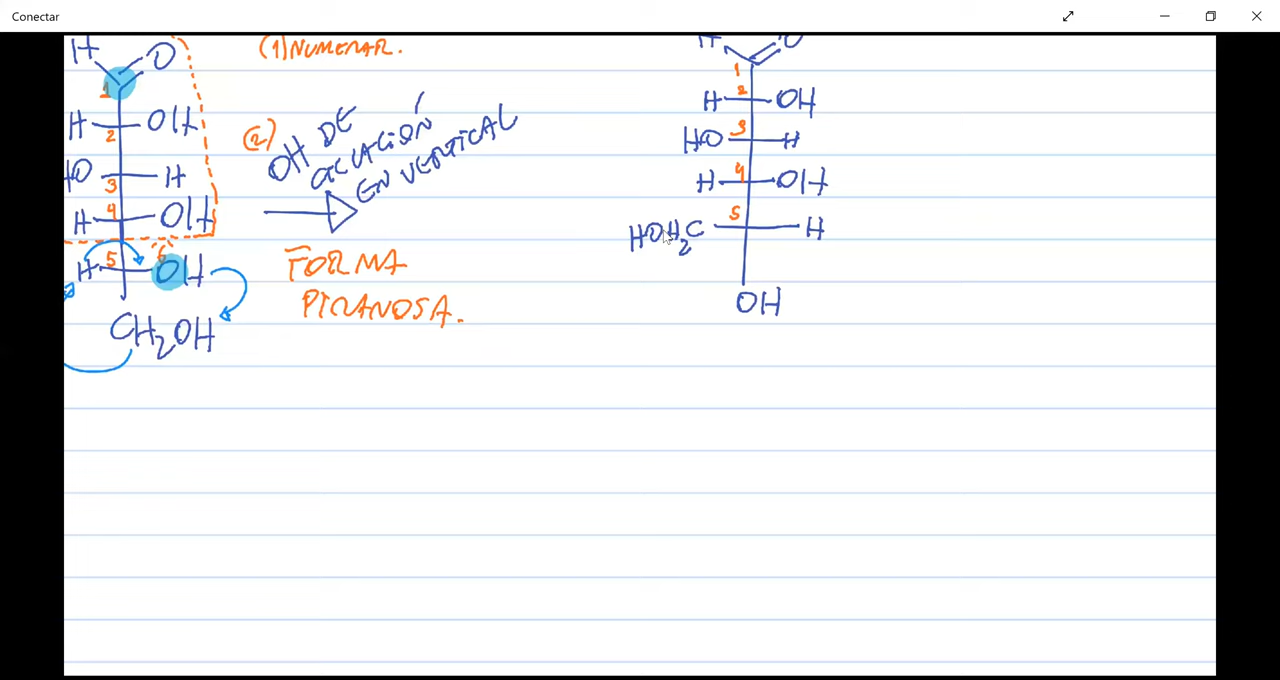 Conectar
H O
(1) NUMERAR.
1
H 2 OH
HO 3 H
H 4 OH
H 5 6 OH
CH2OH
(2) OH DE
CICLACIÓN
EN VERTICAL
FORMA
PIRANOSA.
H O
1
H 2 OH
HO 3 H
H 4 OH
5
HOH2C H
OH